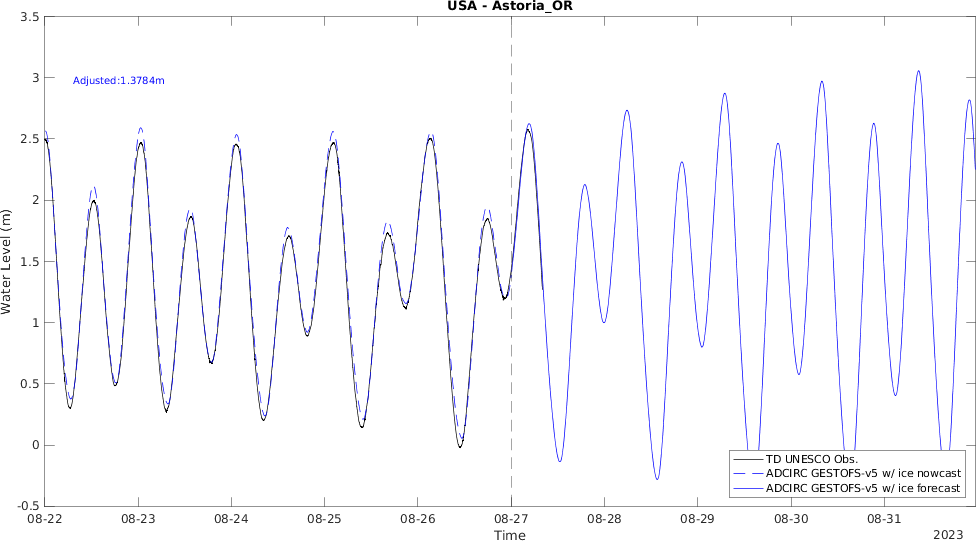 USA - Astoria_OR
3.5
3
2.5
2
1.5
1
0.5
0
-0.5
Water Level (m)
Adjusted:1.3784m
TD UNESCO Obs.
ADCIRC GESTOFS-v5 w/ ice nowcast
ADCIRC GESTOFS-v5 w/ ice forecast
08-22 08-23 08-24 08-25 08-26 08-27 08-28 08-29 08-30 08-31
Time
2023